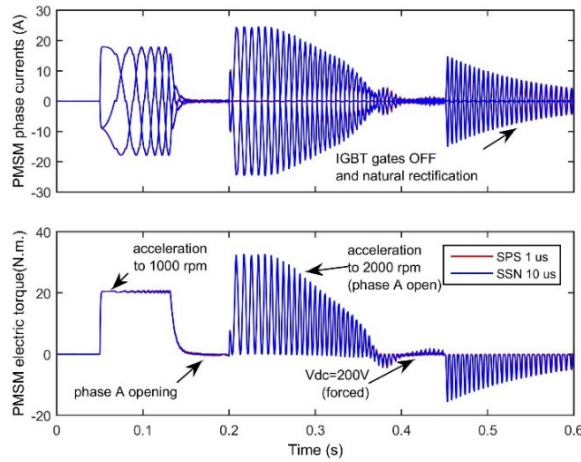 PMSM phase currents (A)
30
20
10
0
-10
-20
-30
IGBT gates OFF
and natural rectification
PMSM electric torque(N.m.)
40
20
0
-20
acceleration
to 1000 rpm
phase A opening
acceleration
to 2000 rpm
(phase A open)
Vdc=200V
(forced)
SPS 1 us
SSN 10 us
0
0.1
0.2
0.3
0.4
0.5
0.6
Time (s)